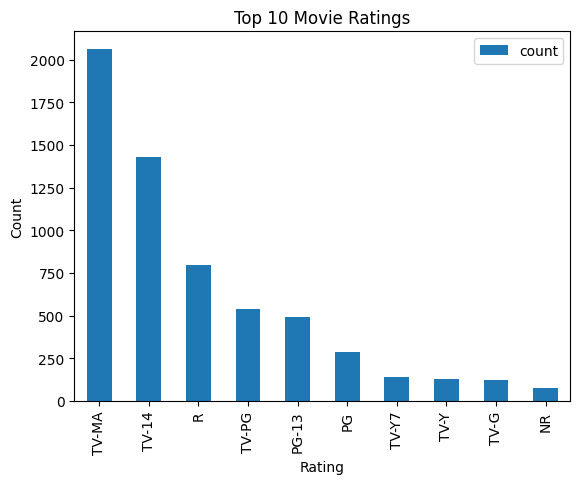 Top 10 Movie Ratings
count
Count
2000
1750
1500
1250
1000
750
500
250
0
TV-MA
TV-14
R
TV-PG
PG-13
PG
TV-Y7
TV-Y
TV-G
NR
Rating